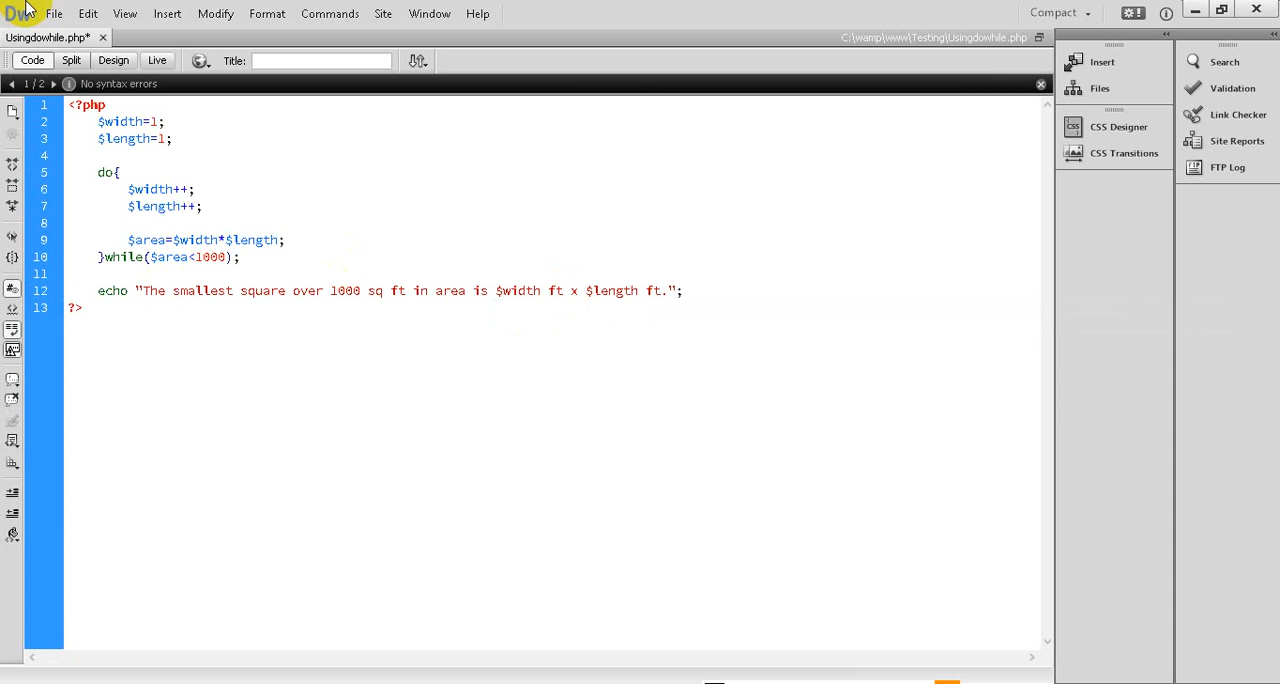 Dw File Edit View Insert Modify Format Commands Site Window Help Compact
Usingdowhile.php* C:\wamp\www\Testing\Usingdowhile.php
Code Split Design Live Title:
1 / 2 No syntax errors
1 <?php
2 $width=1;
3 $length=1;
4
5 do{
6 $width++;
7 $length++;
8
9 $area=$width*$length;
10 }while($area<1000);
11
12 echo "The smallest square over 1000 sq ft in area is $width ft x $length ft.";
13 ?>
Insert
Files
CSS Designer
CSS Transitions
Search
Validation
Link Checker
Site Reports
FTP Log